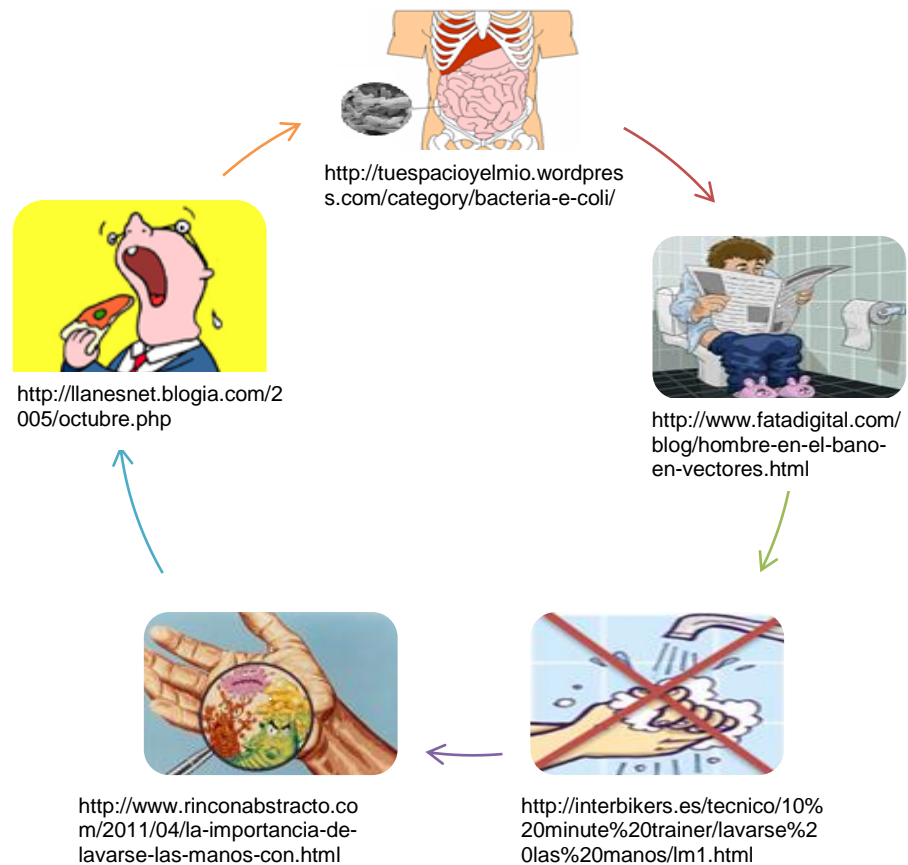 http://tuespacioyelmio.wordpres
s.com/category/bacteria-e-coli/
http://www.fatadigital.com/
blog/hombre-en-el-bano-
en-vectores.html
http://interbikers.es/tecnico/10%
20minute%20trainer/lavarse%2
0las%20manos/lm1.html
http://www.rinconabstracto.co
m/2011/04/la-importancia-de-
lavarse-las-manos-con.html
http://llanesnet.blogia.com/2
005/octubre.php